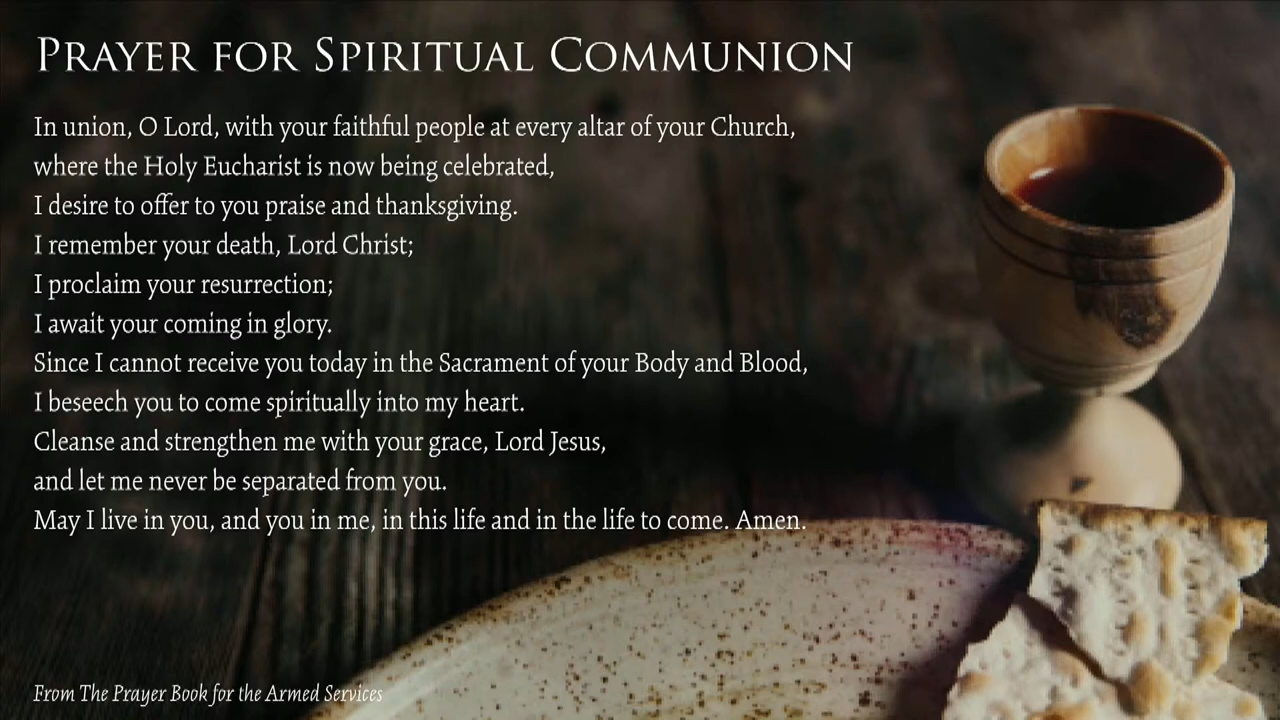 PRAYER FOR SPIRITUAL COMMUNION
In union, O Lord, with your faithful people at every altar of your Church,
where the Holy Eucharist is now being celebrated,
I desire to offer to you praise and thanksgiving.
I remember your death, Lord Christ;
I proclaim your resurrection;
I await your coming in glory.
Since I cannot receive you today in the Sacrament of your Body and Blood,
I beseech you to come spiritually into my heart.
Cleanse and strengthen me with your grace, Lord Jesus,
and let me never be separated from you.
May I live in you, and you in me, in this life and in the life to come. Amen.
From The Prayer Book for the Armed Services